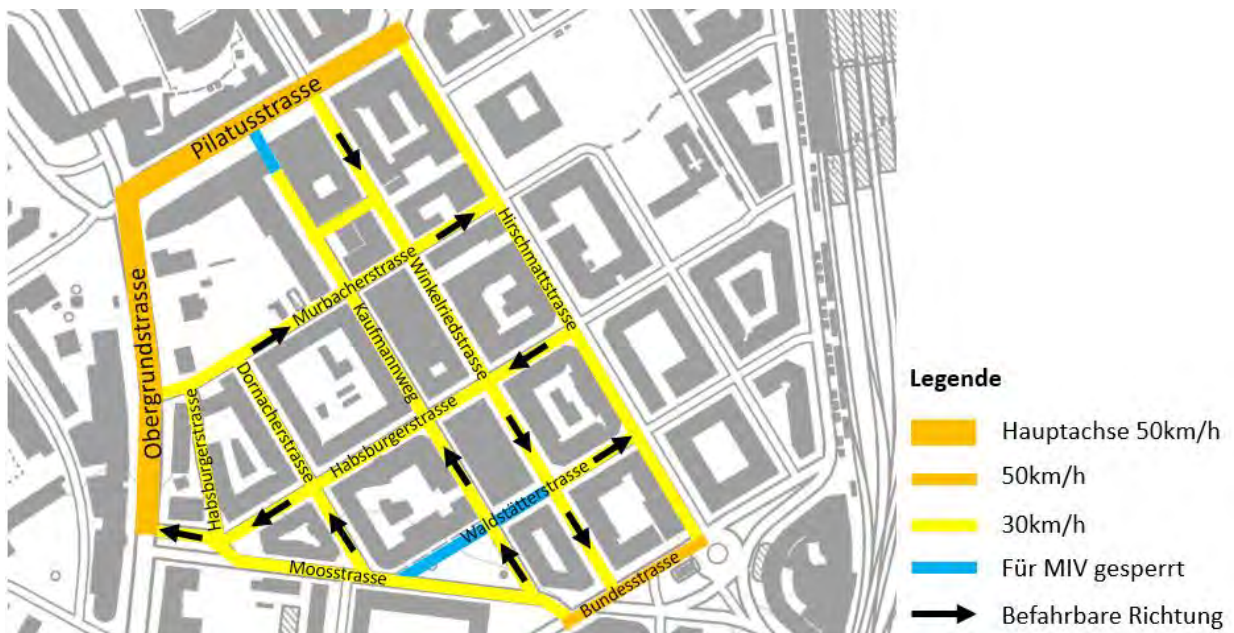 Pilatusstrasse
Obergrundstrasse
Murbacherstrasse
Hirschmattstrasse
Winkelriedstrasse
Kaufmannweg
Dornacherstrasse
Habsburgerstrasse
Habsburgerstrasse
Waldstätterstrasse
Moosstrasse
Bundesstrasse
Legende
Hauptachse 50km/h
50km/h
30km/h
Für MIV gesperrt
Befahrbare Richtung